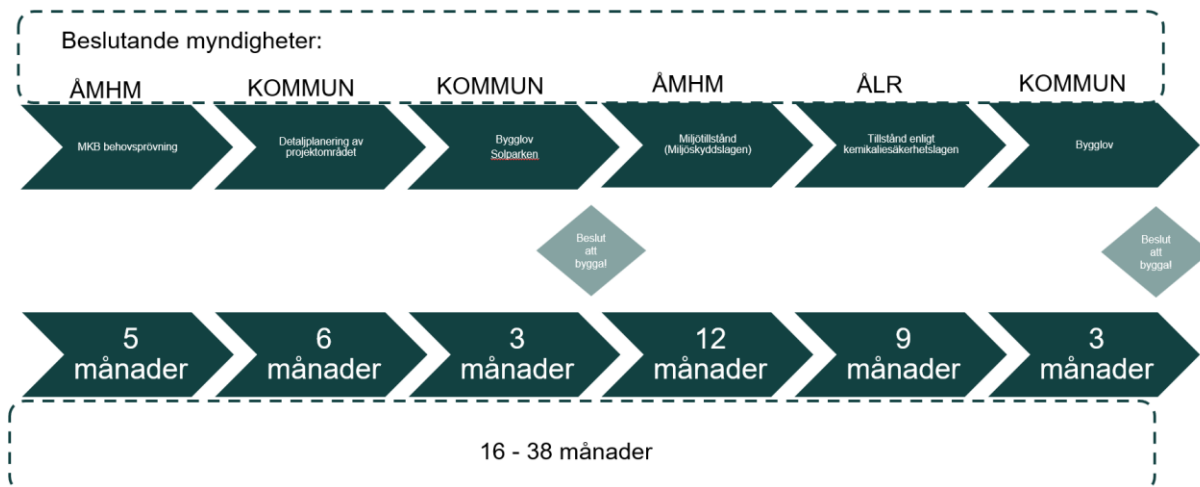 Beslutande myndigheter:
ÅMHM
KOMMUN
KOMMUN
ÅMHM
ÅLR
KOMMUN
MKB behovsprövning
Detaljplanering av
projektområdet
Bygglov
Solparken
Miljötillstånd
(Miljöskyddslagen)
Tillstånd enligt
kemikaliesäkerhetslagen
Bygglov
Beslut
att
bygga!
Beslut
att
bygga!
5
månader
6
månader
3
månader
12
månader
9
månader
3
månader
16 - 38 månader